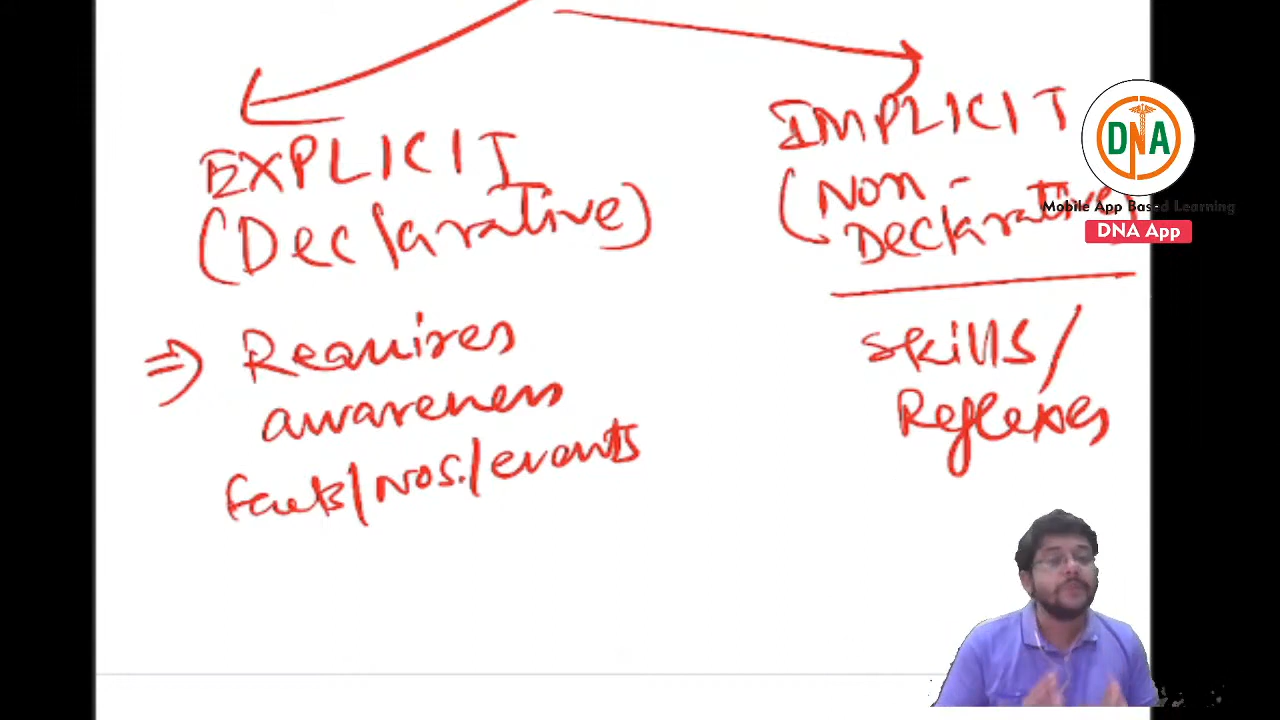 EXPLICIT
(Declarative)
⇒ Requires
awareness
facts/Nos./events
IMPLICIT
(Non-
Declarative)
Skills/
Reflexes
DNA
Mobile App Based Learning
DNA App